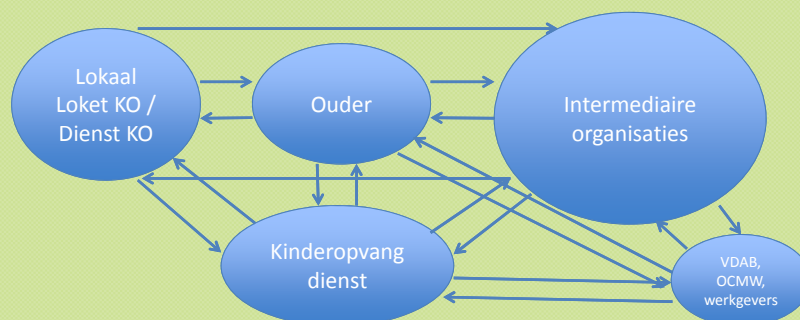 Lokaal
Loket KO /
Dienst KO
Ouder
Intermediaire
organisaties
Kinderopvang
dienst
VDAB,
OCMW,
werkgevers